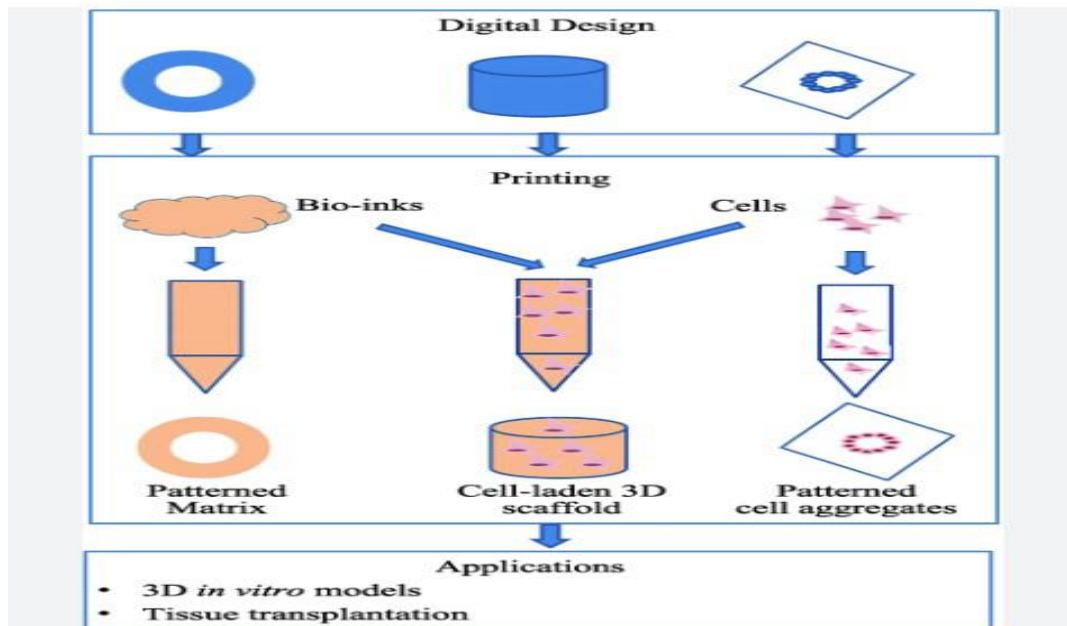 Digital Design
Printing
Bio-inks
Cells
Patterned
Matrix
Cell-laden 3D
scaffold
Patterned
cell aggregates
Applications
• 3D in vitro models
• Tissue transplantation